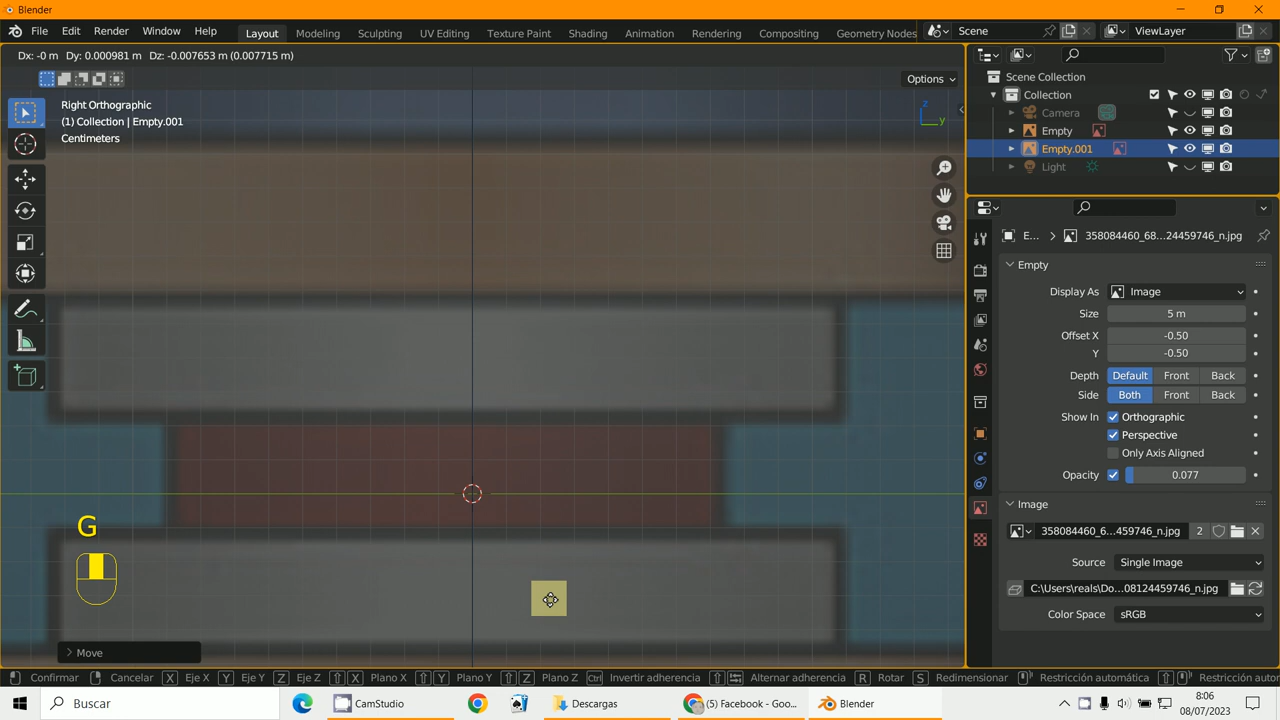 Blender
File Edit Render Window Help Layout Modeling Sculpting UV Editing Texture Paint Shading Animation Rendering Compositing Geometry Nodes Scene ViewLayer
Dx: -0 m Dy: 0.000981 m Dz: -0.007653 m (0.007715 m)
Options
Right Orthographic
(1) Collection | Empty.001
Centimeters
z
y
G
Move
Scene Collection
Collection
Camera
Empty
Empty.001
Light
E... 358084460_68...24459746_n.jpg
Empty
Display As Image
Size 5 m
Offset X -0.50
Y -0.50
Depth Default Front Back
Side Both Front Back
Show In Orthographic
Perspective
Only Axis Aligned
Opacity 0.077
Image
358084460_6...459746_n.jpg 2
Source Single Image
C:\Users\reals\Do...08124459746_n.jpg
Color Space sRGB
Confirmar Cancelar X Eje X Y Eje Y Z Eje Z X Plano X Y Plano Y Z Plano Z Ctrl Invertir adherencia Alternar adherencia R Rotar S Redimensionar Restricción automática Restricción autor
Buscar CamStudio Descargas (5) Facebook - Goo... Blender
8:06
08/07/2023